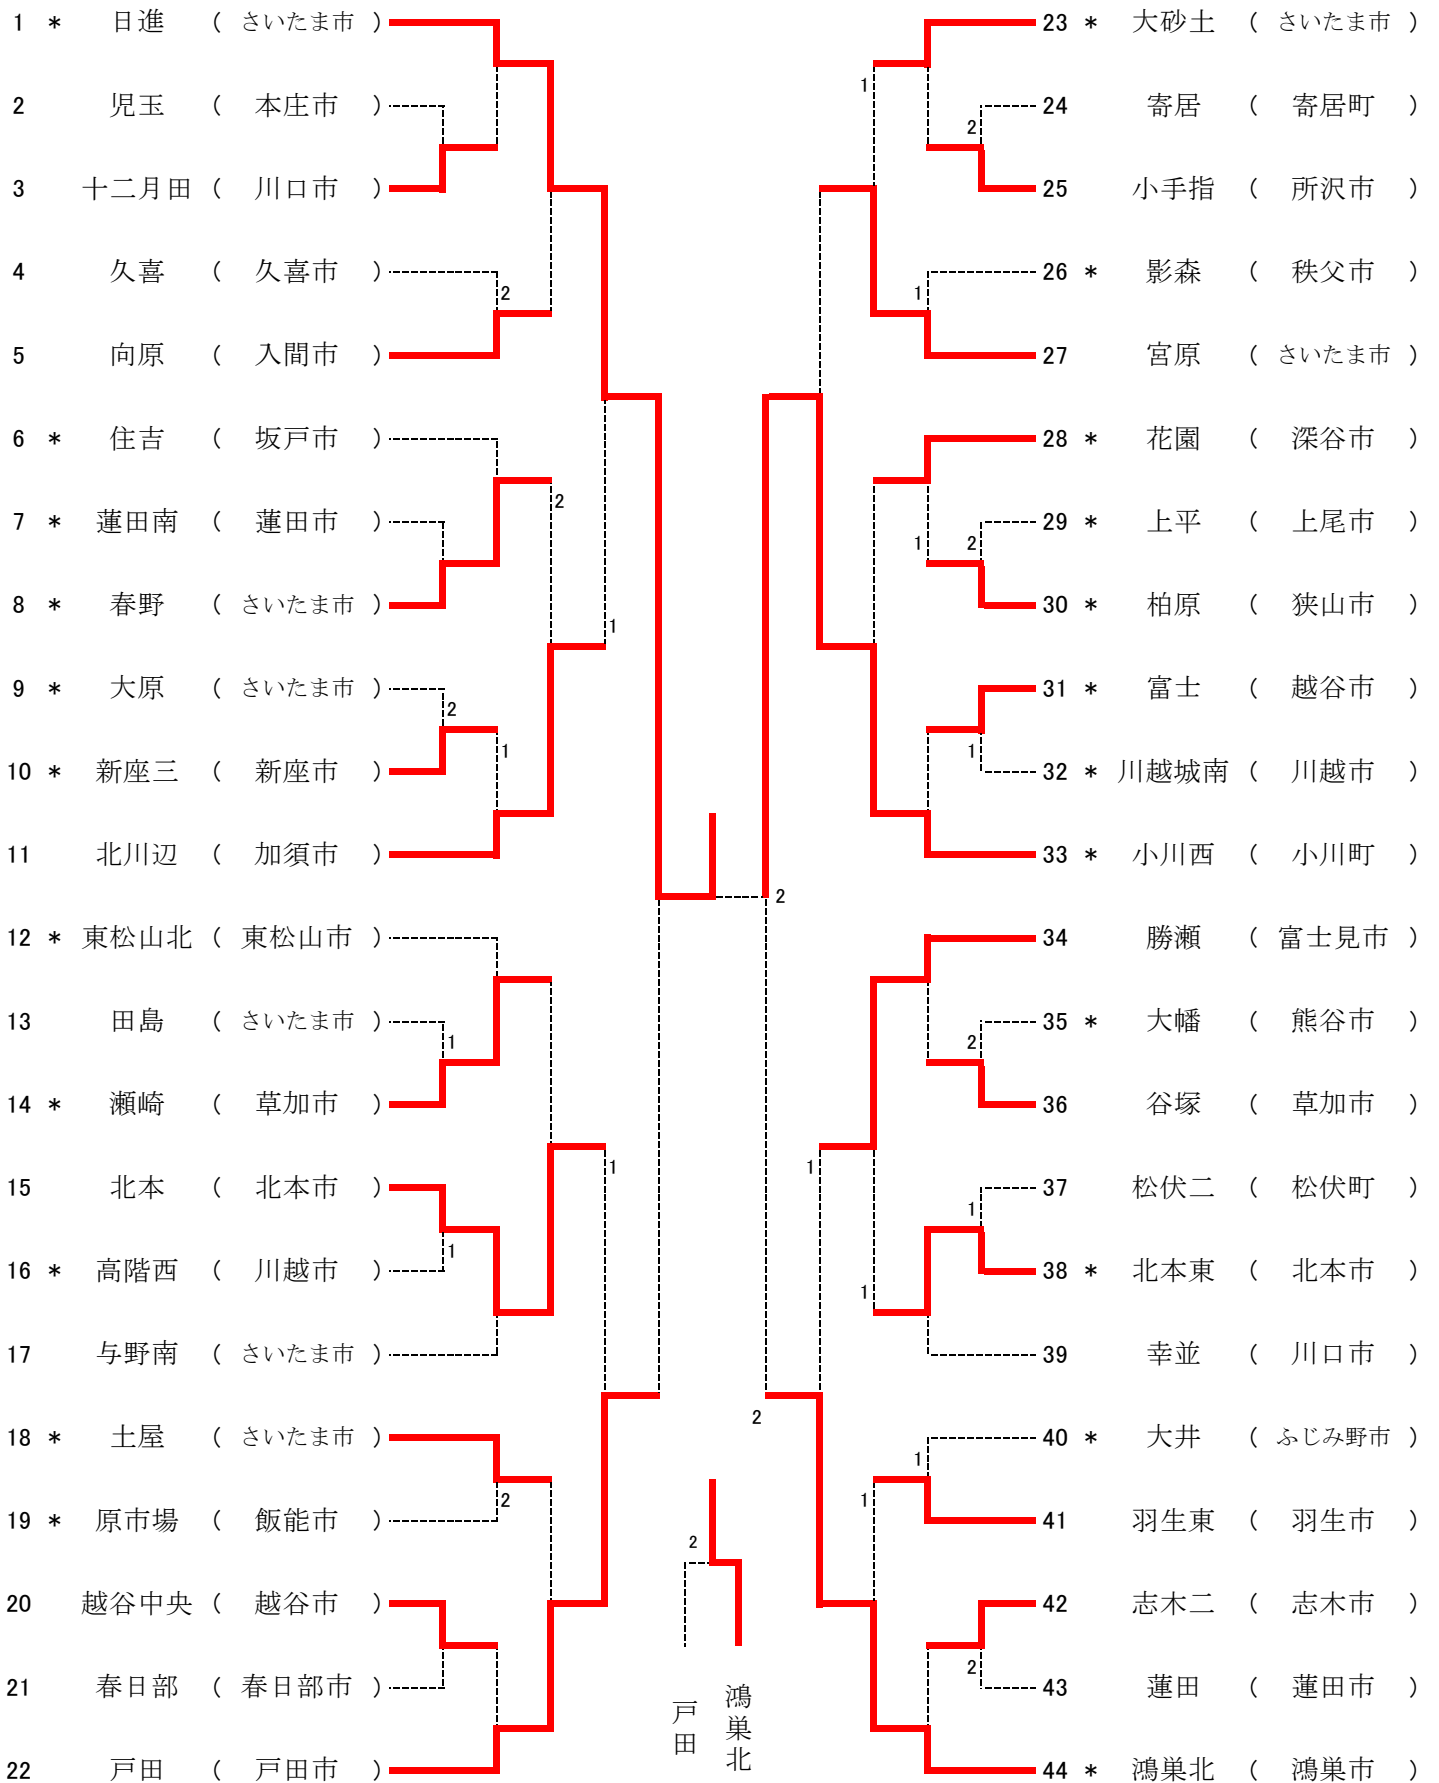 1 * 日進 ( さいたま市 )
2 児玉 ( 本庄市 )
3 十二月田 ( 川口市 )
4 久喜 ( 久喜市 )
2
5 向原 ( 入間市 )
6 * 住吉 ( 坂戸市 )
2
7 * 蓮田南 ( 蓮田市 )
8 * 春野 ( さいたま市 )
1
9 * 大原 ( さいたま市 )
2
1
10 * 新座三 ( 新座市 )
11 北川辺 ( 加須市 )
12 * 東松山北 ( 東松山市 )
13 田島 ( さいたま市 )
1
14 * 瀬崎 ( 草加市 )
1
15 北本 ( 北本市 )
1
16 * 高階西 ( 川越市 )
17 与野南 ( さいたま市 )
18 * 土屋 ( さいたま市 )
2
19 * 原市場 ( 飯能市 )
20 越谷中央 ( 越谷市 )
21 春日部 ( 春日部市 )
22 戸田 ( 戸田市 )
2
2
2
戸田
鴻巣北
23 * 大砂土 ( さいたま市 )
1
24 寄居 ( 寄居町 )
2
25 小手指 ( 所沢市 )
26 * 影森 ( 秩父市 )
1
27 宮原 ( さいたま市 )
28 * 花園 ( 深谷市 )
29 * 上平 ( 上尾市 )
1 2
30 * 柏原 ( 狭山市 )
31 * 富士 ( 越谷市 )
1
32 * 川越城南 ( 川越市 )
33 * 小川西 ( 小川町 )
34 勝瀬 ( 富士見市 )
35 * 大幡 ( 熊谷市 )
2
36 谷塚 ( 草加市 )
1
37 松伏二 ( 松伏町 )
1
38 * 北本東 ( 北本市 )
1
39 幸並 ( 川口市 )
40 * 大井 ( ふじみ野市 )
1
1
41 羽生東 ( 羽生市 )
42 志木二 ( 志木市 )
2
43 蓮田 ( 蓮田市 )
44 * 鴻巣北 ( 鴻巣市 )